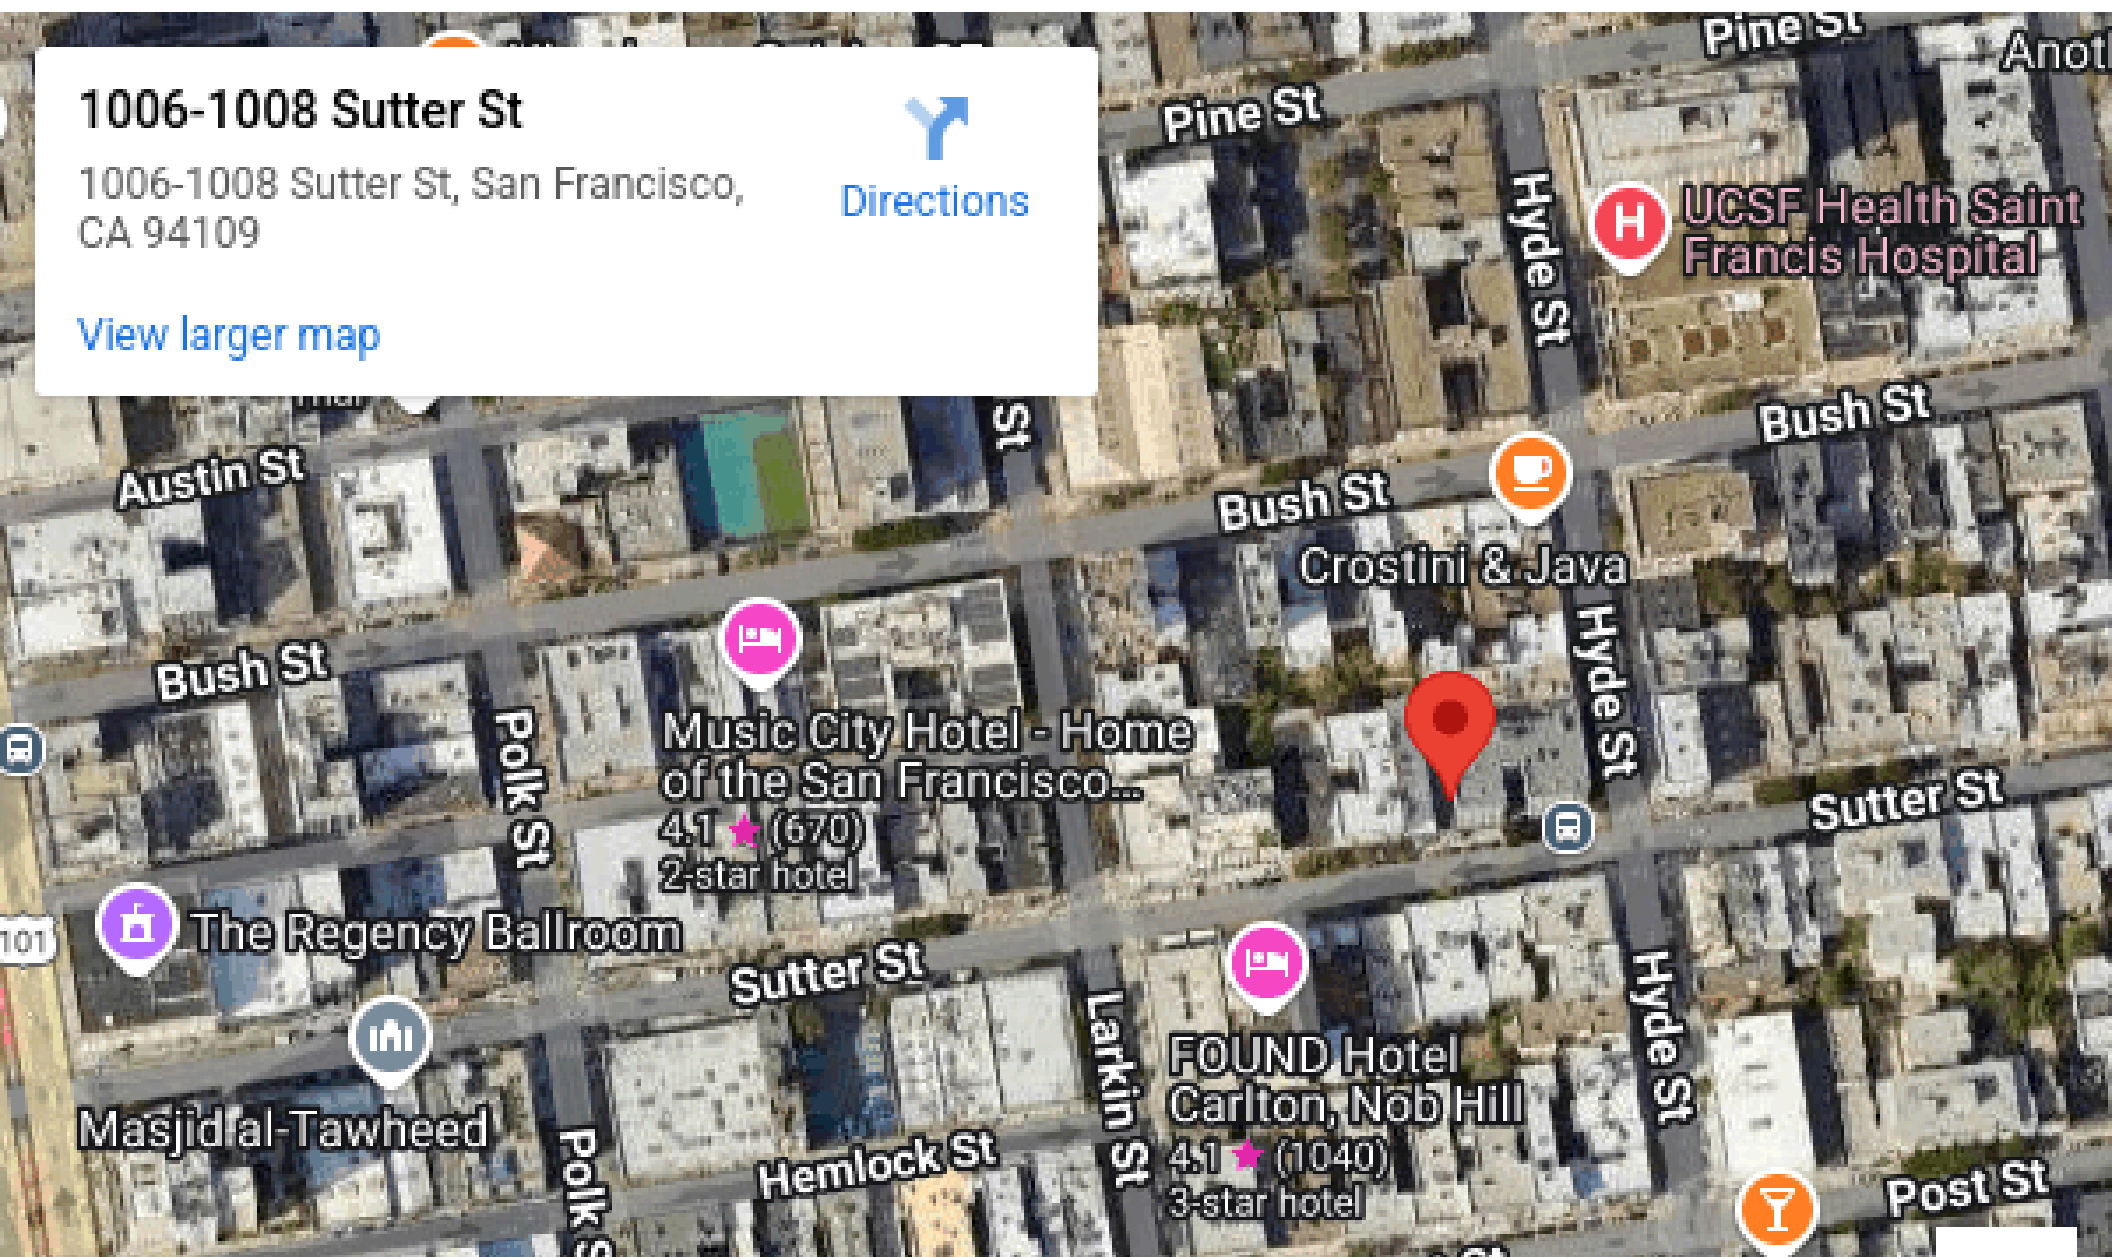 Pine St
Anot
1006-1008 Sutter St
1006-1008 Sutter St, San Francisco,
CA 94109
Directions
View larger map
Pine St
Hyde St
H
UCSF Health Saint
Francis Hospital
St
Bush St
Austin St
Bush St
Crostini & Java
Bush St
Hyde St
Polk St
Music City Hotel - Home
of the San Francisco...
4.1 ★ (670)
2-star hotel
Sutter St
101
The Regency Ballroom
Sutter St
Larkin St
Hyde St
Masjid al-Tawheed
FOUND Hotel
Carlton, Nob Hill
4.1 ★ (1040)
3-star hotel
Polk S
Hemlock St
Post St
St